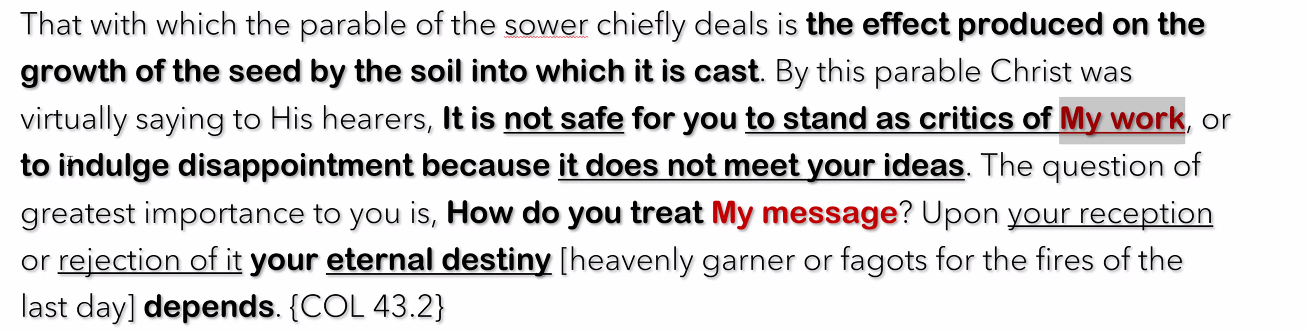 That with which the parable of the sower chiefly deals is the effect produced on the
growth of the seed by the soil into which it is cast. By this parable Christ was
virtually saying to His hearers, It is not safe for you to stand as critics of My work, or
to indulge disappointment because it does not meet your ideas. The question of
greatest importance to you is, How do you treat My message? Upon your reception
or rejection of it your eternal destiny [heavenly garner or fagots for the fires of the
last day] depends. {COL 43.2}